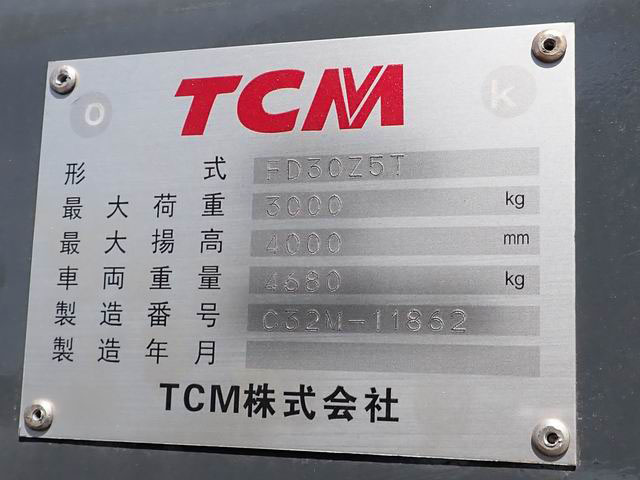 TCM
o k
形式 FD30Z5T
最大荷重 3000 kg
最大揚高 4000 mm
車両重量 4680 kg
製造番号 C32M-11862
製造年月
TCM株式会社